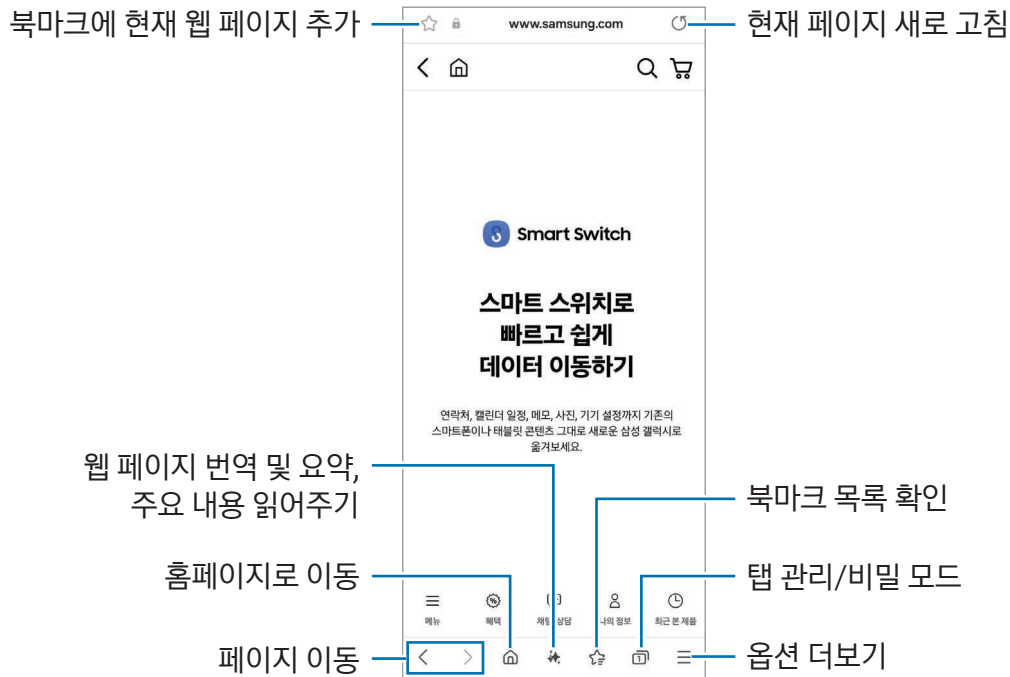 북마크에 현재 웹 페이지 추가
www.samsung.com
현재 페이지 새로 고침
Smart Switch
스마트 스위치로
빠르고 쉽게
데이터 이동하기
연락처, 캘린더 일정, 메모, 사진, 기기 설정까지 기존의
스마트폰이나 태블릿 콘텐츠 그대로 새로운 삼성 갤럭시로
옮겨보세요.
웹 페이지 번역 및 요약,
주요 내용 읽어주기
북마크 목록 확인
홈페이지로 이동
탭 관리/비밀 모드
메뉴
혜택
채팅 상담
나의 정보
최근 본 제품
페이지 이동
1
옵션 더보기